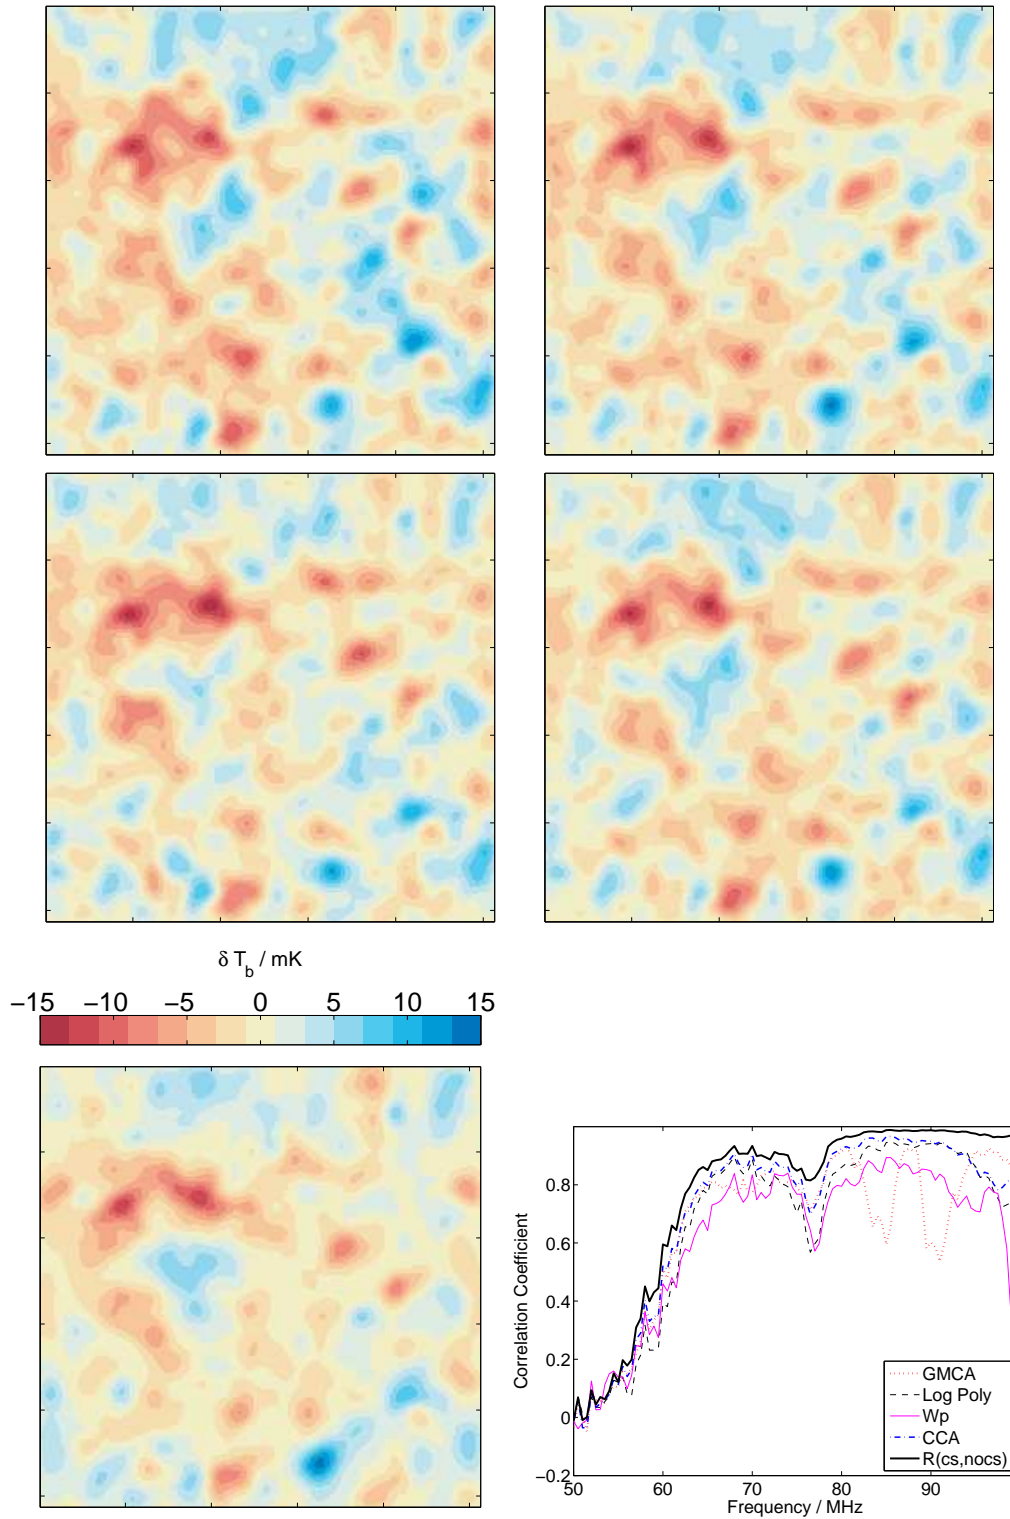 δ T_b / mK
−15 −10 −5 0 5 10 15
Correlation Coefficient
0.8
0.6
0.4
0.2
0
−0.2
50 60 70 80 90
Frequency / MHz
GMCA
Log Poly
Wp
CCA
R(cs,nocs)